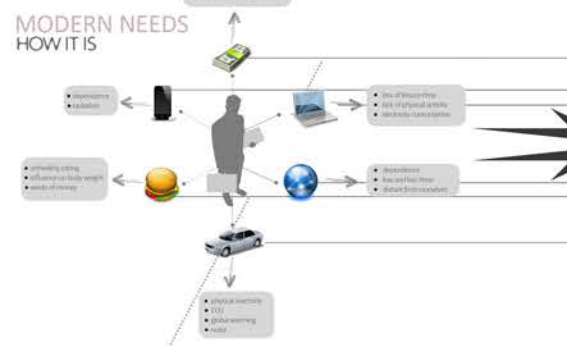 MODERN NEEDS
HOW IT IS
dependence
radiation
loss of leisure time
lack of physical activity
electricity consumption
unhealthy eating
influence on body weight
waste of money
dependence
less and less time
distant from ourselves
physical inactivity
CO2
global warming
noise